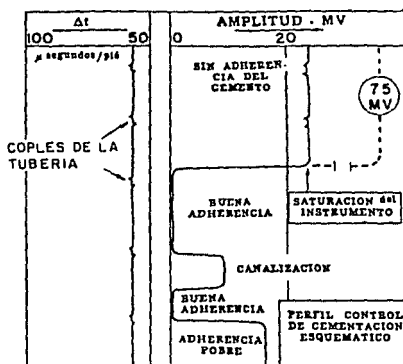 Δt
100
50
μ segundos/pié
AMPLITUD - MV
0
20
SIN ADHEREN-
CIA DEL
CEMENTO
75
MV
COPLES DE LA
TUBERIA
BUENA
ADHERENCIA
SATURACION del
INSTRUMENTO
CANALIZACION
BUENA
ADHERENCIA
ADHERENCIA
POBRE
PERFIL CONTROL
DE CEMENTACION
ESQUEMATICO